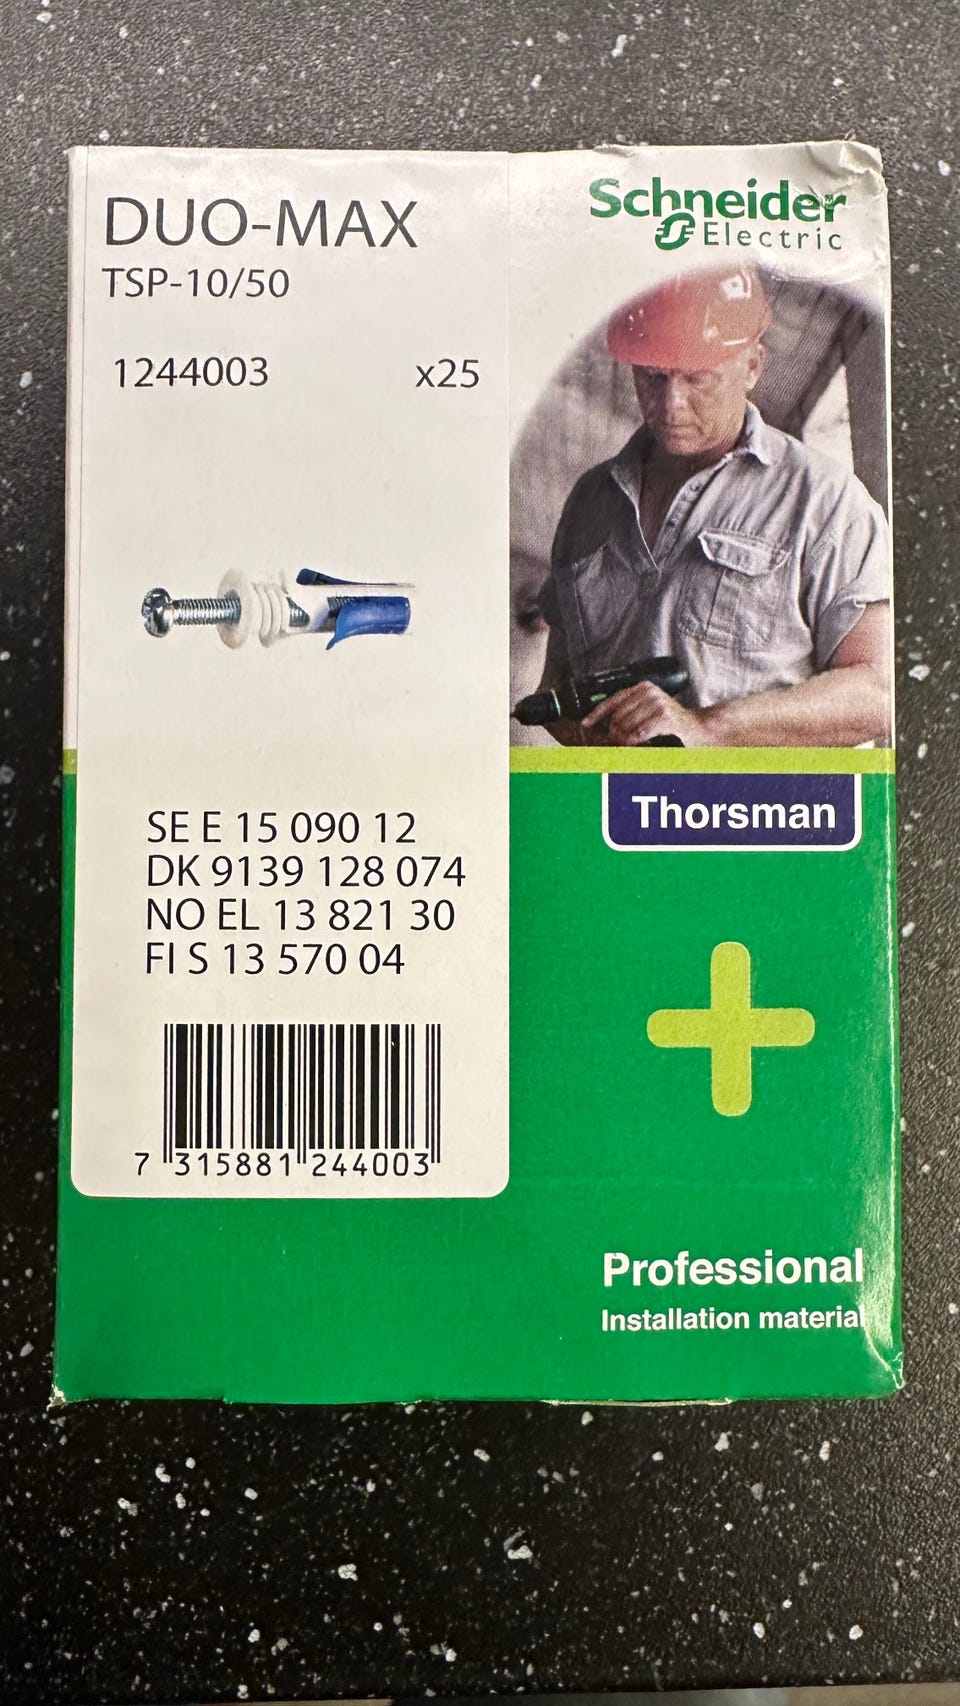 DUO-MAX
TSP-10/50
1244003 x25
Schneider
Electric
SE E 15 090 12
DK 9139 128 074
NO EL 13 821 30
FI S 13 570 04
7 315881 244003
Thorsman
Professional
Installation material